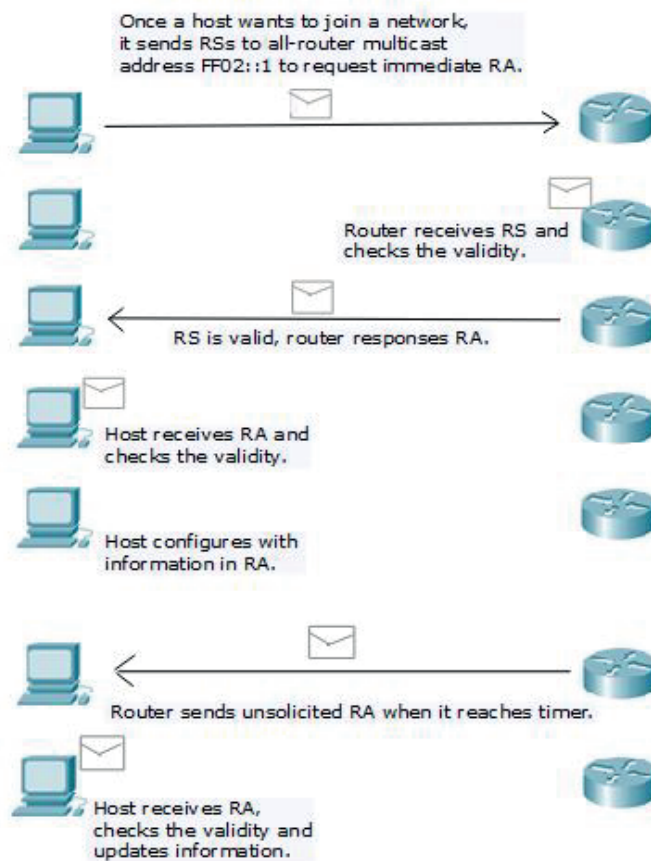 Once a host wants to join a network,
it sends RSs to all-router multicast
address FF02::1 to request immediate RA.
Router receives RS and
checks the validity.
RS is valid, router responses RA.
Host receives RA and
checks the validity.
Host configures with
information in RA.
Router sends unsolicited RA when it reaches timer.
Host receives RA,
checks the validity and
updates information.